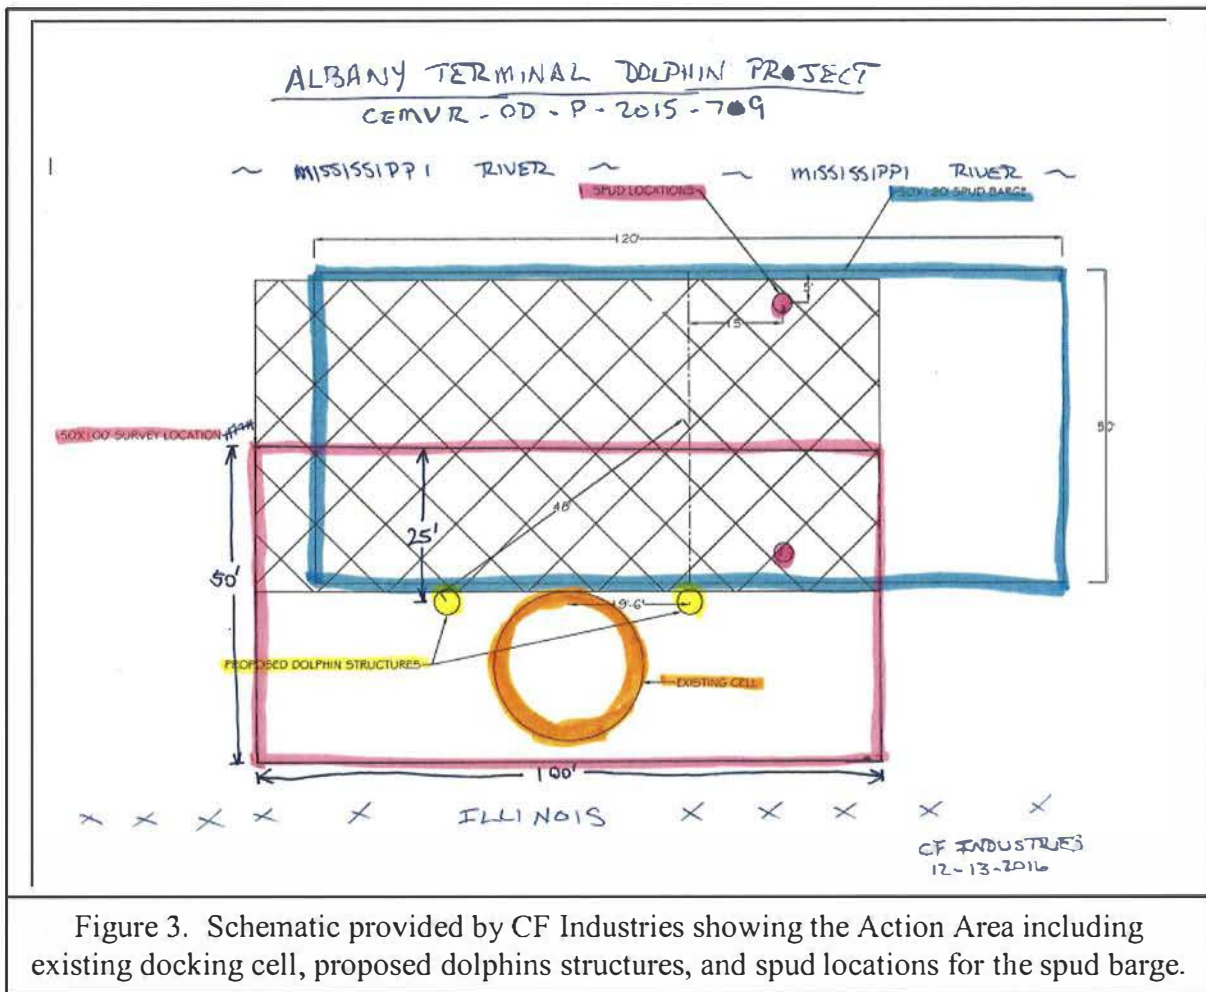 ALBANY TERMINAL DOLPHIN PROJECT
CEMVR-OD-P-2015-709
~ MISSISSIPPI RIVER ~ ~ MISSISSIPPI RIVER ~
SPUD LOCATIONS
50X120 SPUD BARGE
120'
5'
15'
50'
50X100 SURVEY LOCATION
48'
25'
50'
19'-6"
PROPOSED DOLPHIN STRUCTURES
EXISTING CELL
100'
X X X X X ILLINOIS X X X X X
CF INDUSTRIES
12-13-2016
Figure 3. Schematic provided by CF Industries showing the Action Area including
existing docking cell, proposed dolphins structures, and spud locations for the spud barge.